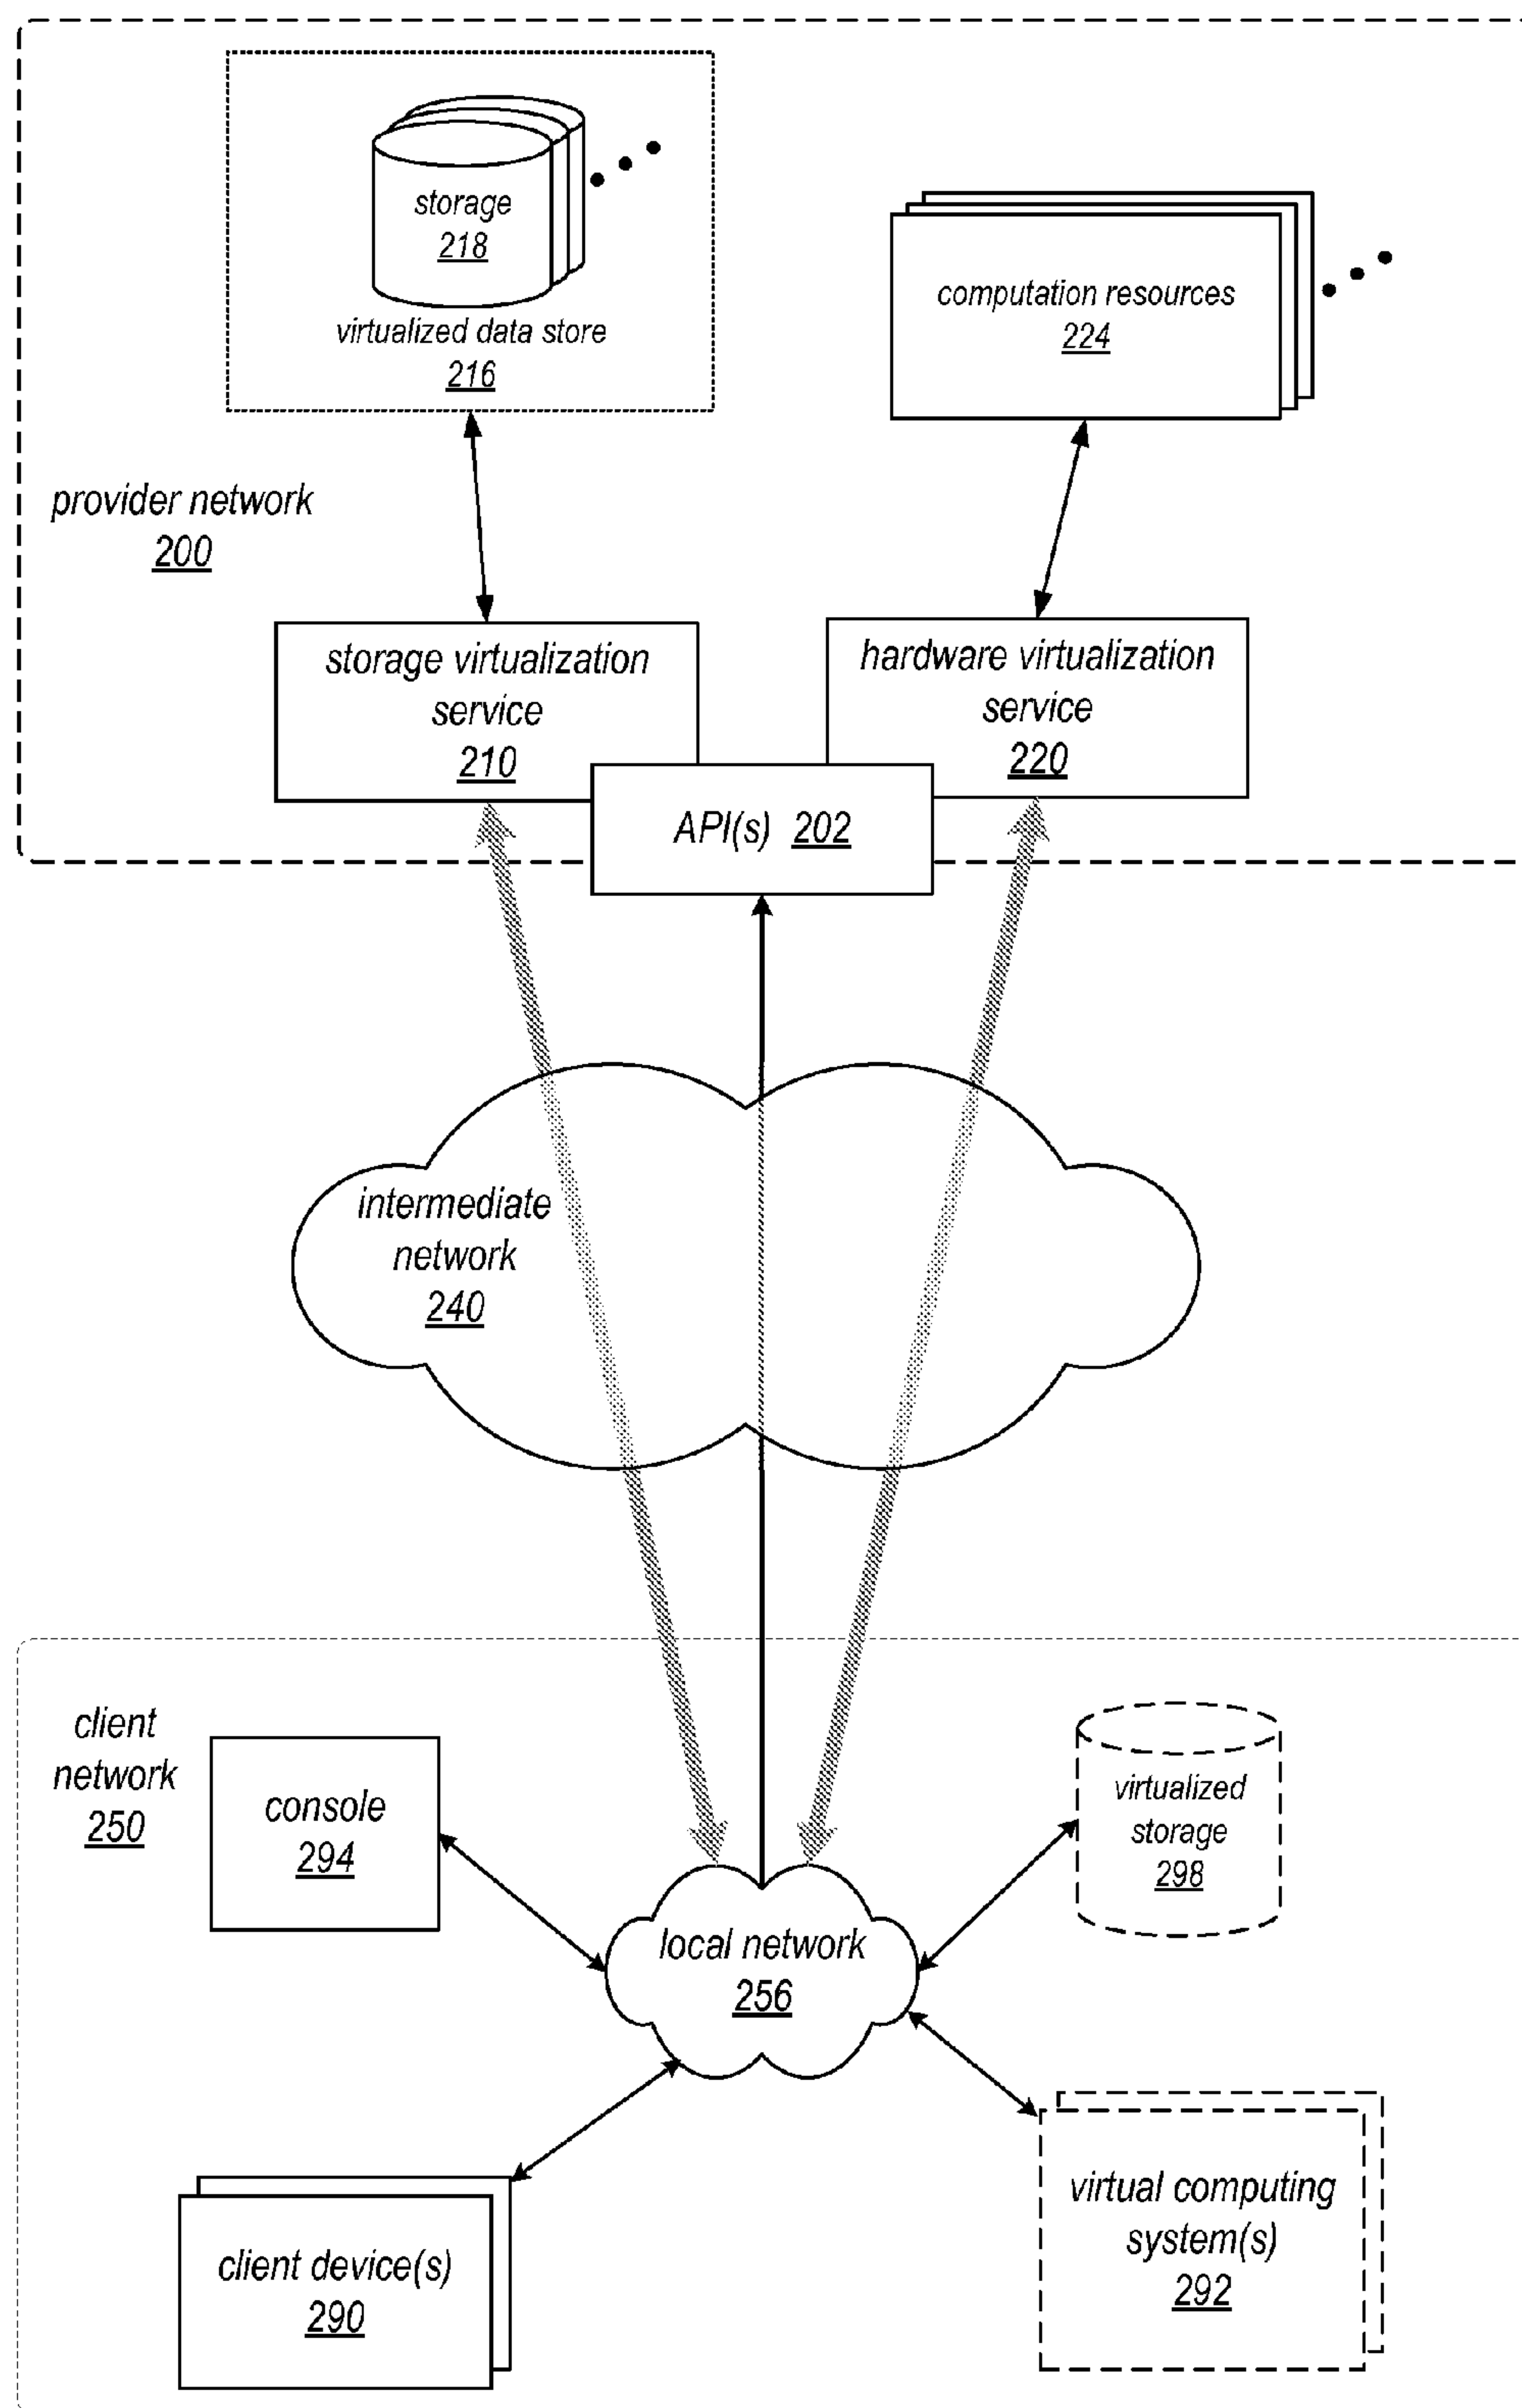 storage
218
virtualized data store
216
computation resources
224
provider network
200
storage virtualization
service
210
hardware virtualization
service
220
API(s) 202
intermediate
network
240
client
network
250
console
294
virtualized
storage
298
local network
256
client device(s)
290
virtual computing
system(s)
292